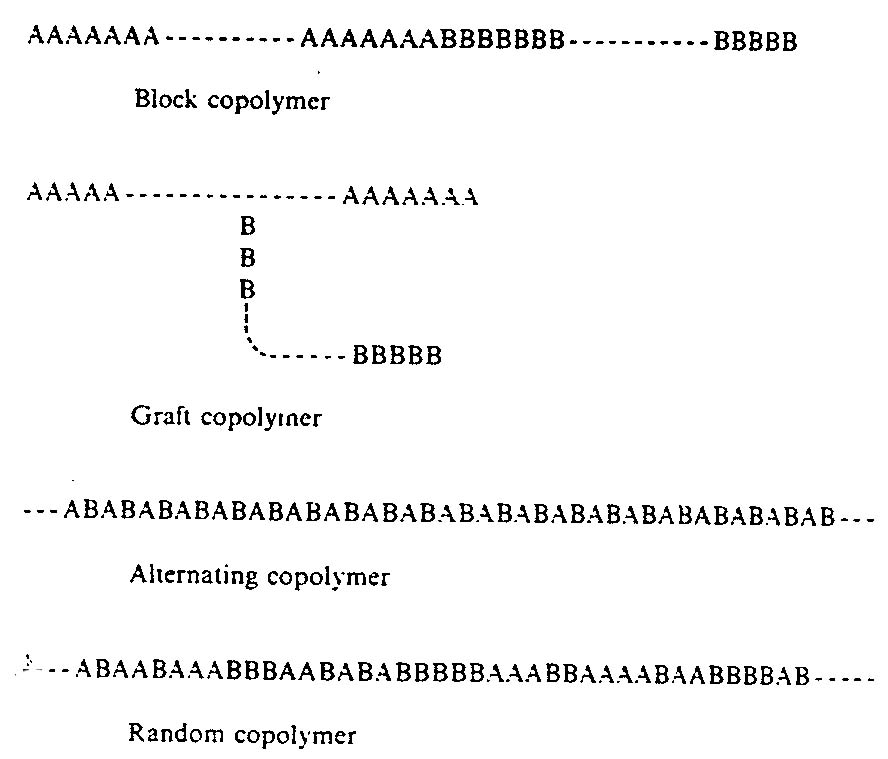 AAAAAAA----------AAAAAAABBBBBBB-----------BBBBB
Block copolymer
AAAAA----------------AAAAAAA
B
B
B
-------BBBBB
Graft copolymer
---ABABABABABABABABABABABABABABABABABABABABAB---
Alternating copolymer
---ABAABAAABBBAABABABBBBBAAABBAAAABAABBBBAB-----
Random copolymer